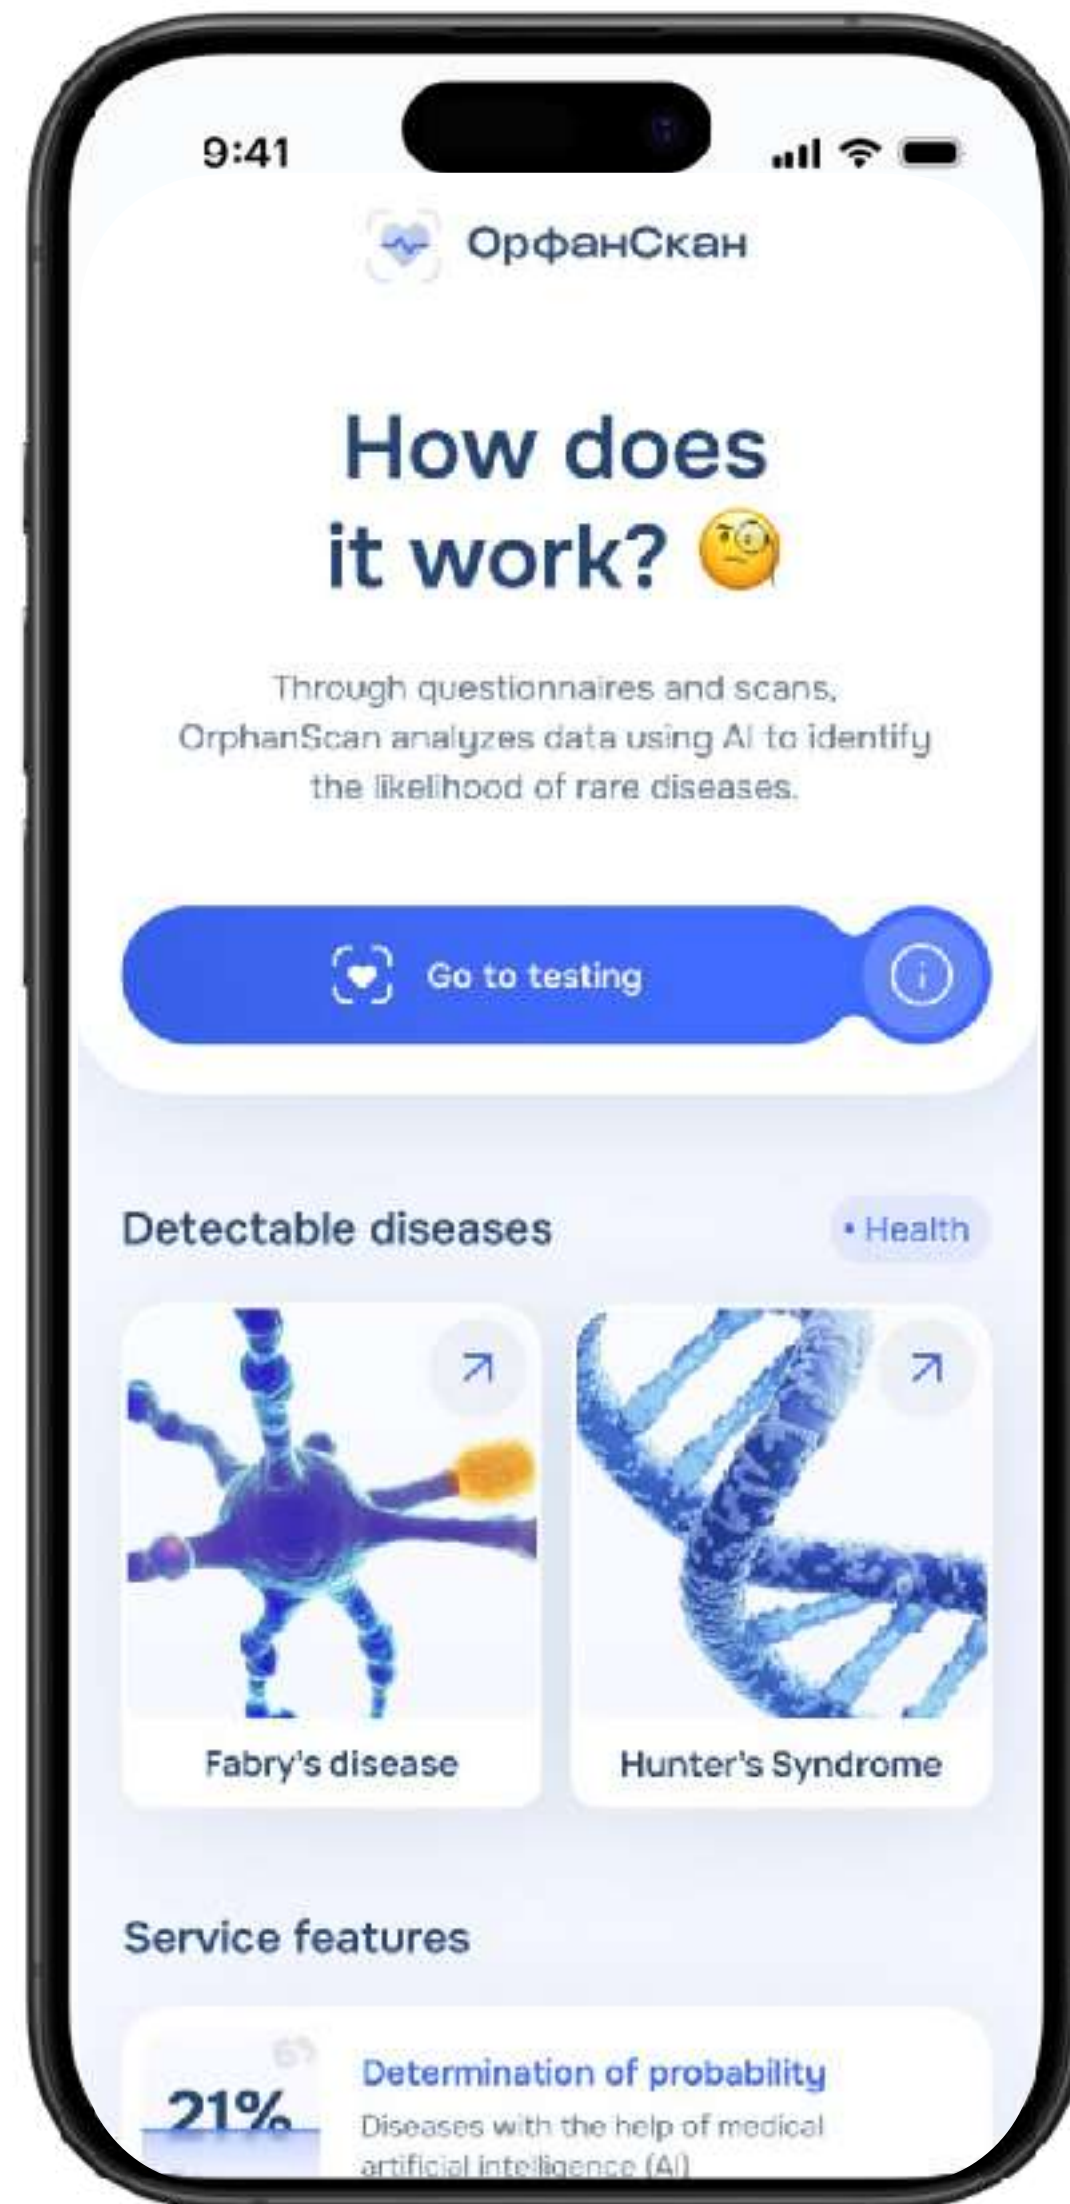 9:41
ОрфанСкан
How does
it work?
Through questionnaires and scans,
OrphanScan analyzes data using AI to identify
the likelihood of rare diseases.
Go to testing
Detectable diseases
• Health
Fabry's disease
Hunter's Syndrome
Service features
21%
Determination of probability
Diseases with the help of medical
artificial intelligence (AI)